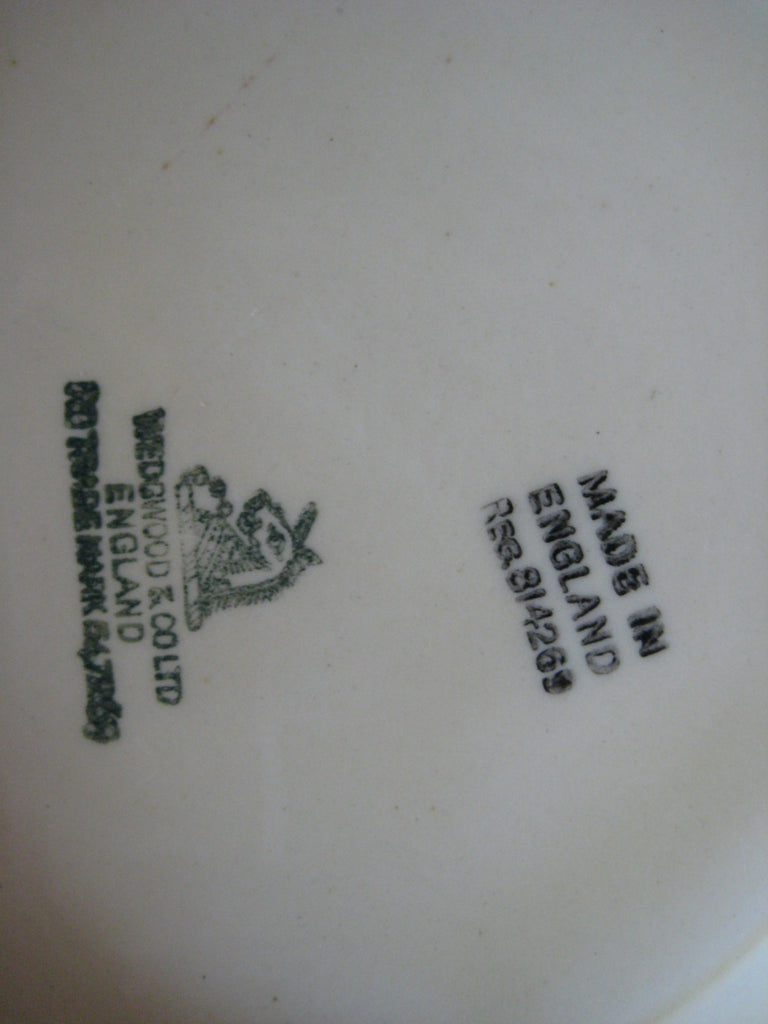 WEDGWOOD & CO LTD
ENGLAND
TRADE MARK
MADE IN
ENGLAND
REG. 814269